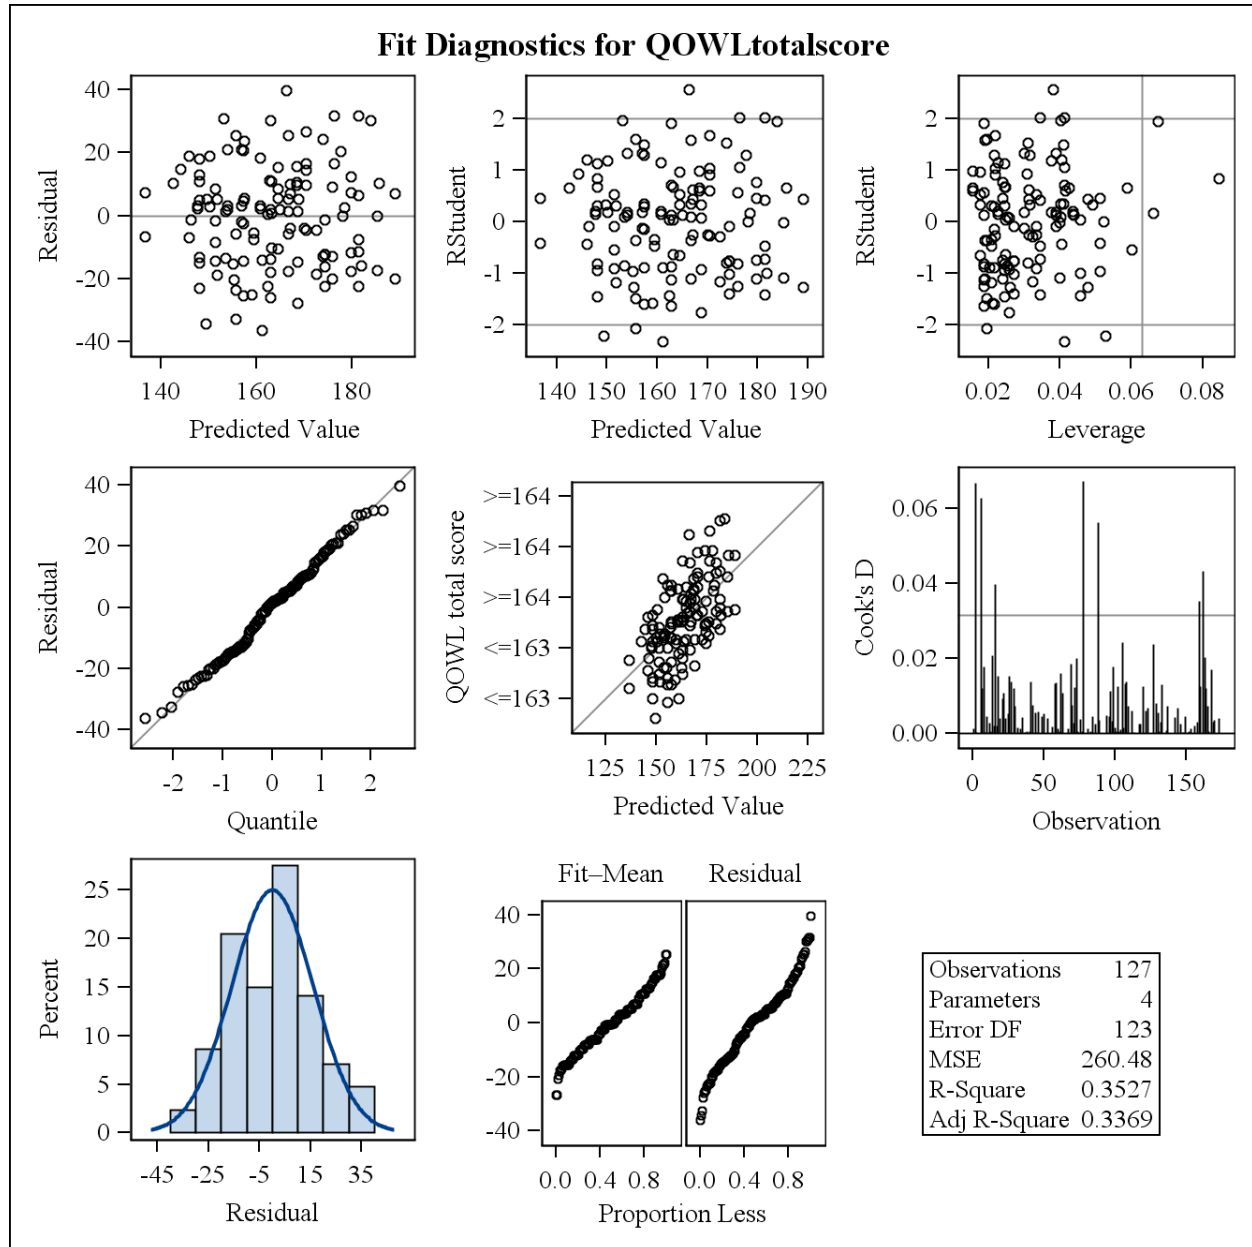 Fit Diagnostics for QOWLtotalscore
Residual
40
20
0
-20
-40
140 160 180
Predicted Value
RStudent
2
1
0
-1
-2
140 150 160 170 180 190
Predicted Value
RStudent
2
1
0
-1
-2
0.02 0.04 0.06 0.08
Leverage
Residual
40
20
0
-20
-40
-2 -1 0 1 2
Quantile
QOWL total score
>=164
>=164
>=164
<=163
<=163
125 150 175 200 225
Predicted Value
Cook's D
0.06
0.04
0.02
0.00
0 50 100 150
Observation
Percent
25
20
15
10
5
0
-45 -25 -5 15 35
Residual
Fit–Mean Residual
40
20
0
-20
-40
0.0 0.4 0.8 0.0 0.4 0.8
Proportion Less
Observations 127
Parameters 4
Error DF 123
MSE 260.48
R-Square 0.3527
Adj R-Square 0.3369